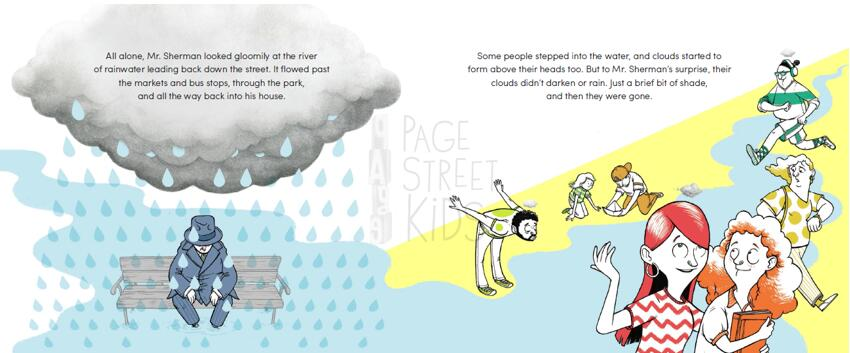 All alone, Mr. Sherman looked gloomily at the river
of rainwater leading back down the street. It flowed past
the markets and bus stops, through the park,
and all the way back into his house.
Some people stepped into the water, and clouds started to
form above their heads too. But to Mr. Sherman’s surprise, their
clouds didn’t darken or rain. Just a brief bit of shade,
and then they were gone.
PAGE
STREET
KiDS